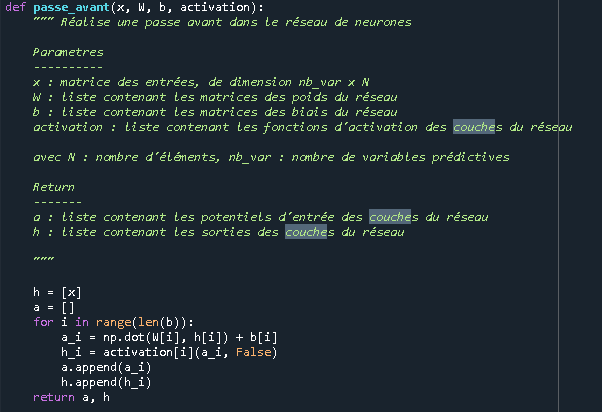 def passe_avant(x, W, b, activation):
""" Réalise une passe avant dans le réseau de neurones
Parametres
----------
x : matrice des entrées, de dimension nb_var x N
W : liste contenant les matrices des poids du réseau
b : liste contenant les matrices des biais du réseau
activation : liste contenant les fonctions d'activation des couches du réseau
avec N : nombre d'éléments, nb_var : nombre de variables prédictives
Return
-------
a : liste contenant les potentiels d'entrée des couches du réseau
h : liste contenant les sorties des couches du réseau
"""
h = [x]
a = []
for i in range(len(b)):
a_i = np.dot(W[i], h[i]) + b[i]
h_i = activation[i](a_i, False)
a.append(a_i)
h.append(h_i)
return a, h